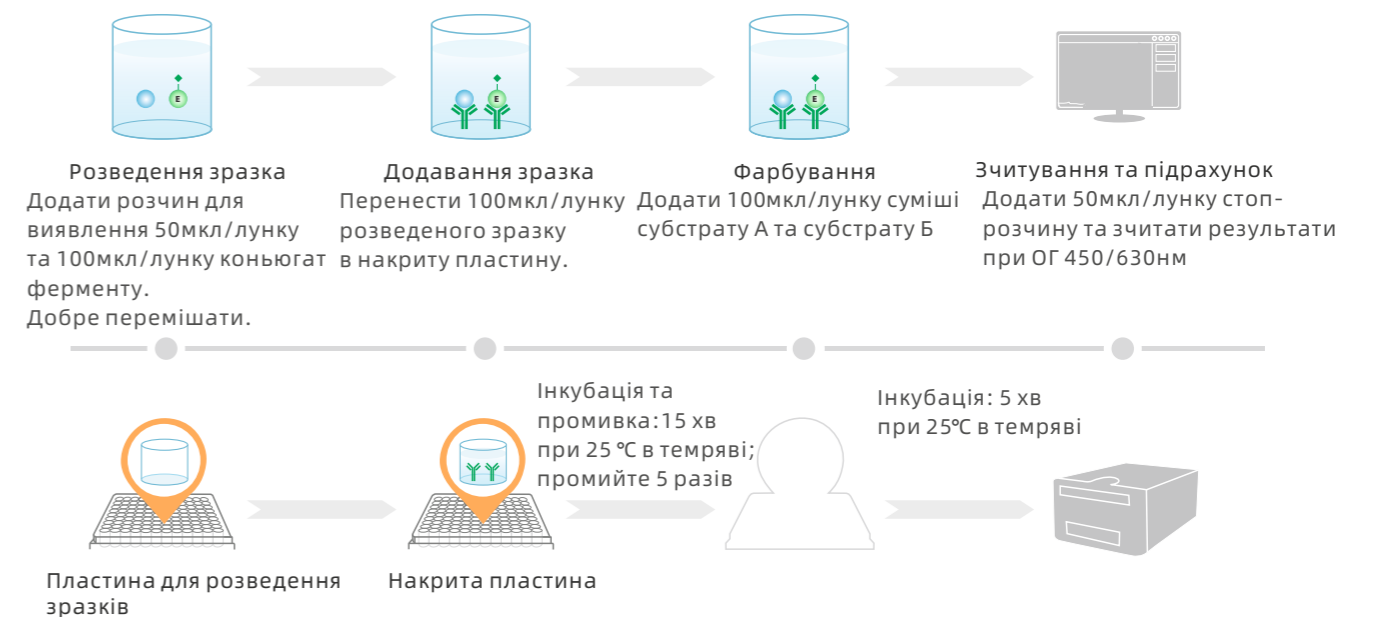 Розведення зразка
Додати розчин для
виявлення 50мкл/лунку
та 100мкл/лунку коньюгат
ферменту.
Добре перемішати.
Додавання зразка
Перенести 100мкл/лунку
розведеного зразку
в накриту пластину.
Фарбування
Додати 100мкл/лунку суміші
субстрату А та субстрату Б
Зчитування та підрахунок
Додати 50мкл/лунку стоп-
розчину та зчитати результати
при ОГ 450/630нм
E
E
E
Інкубація та
промивка:15 хв
при 25 ℃ в темряві;
промийте 5 разів
Інкубація: 5 хв
при 25℃ в темряві
Пластина для розведення
зразків
Накрита пластина